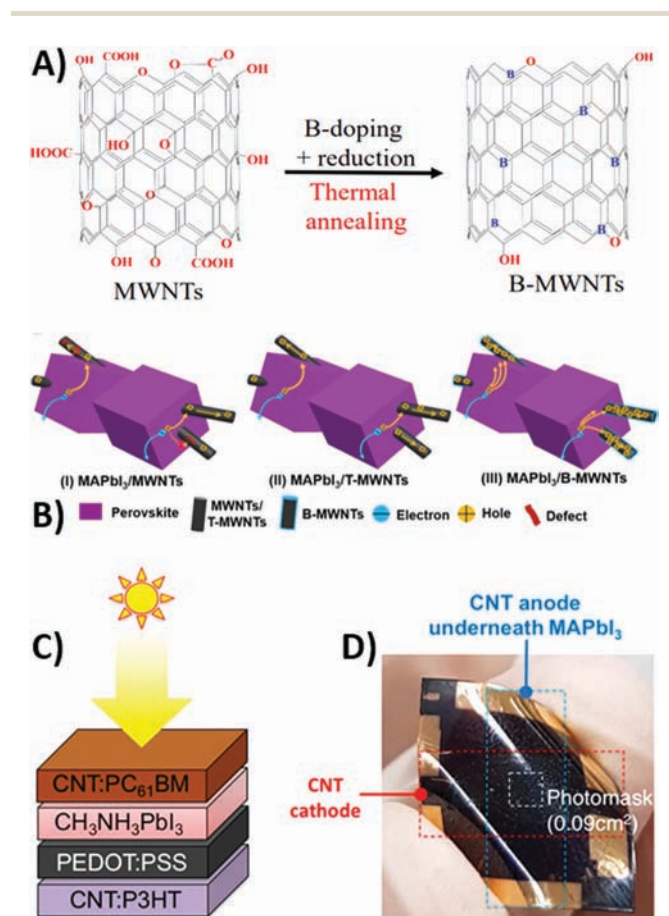 A)
COOH
OH
O
O
C
O
OH
HOOC
HO
O
OH
O
O
O
OH
O
COOH
MWNTs
B-doping
+ reduction
Thermal
annealing
O
OH
B
B
B
B
B
B
O
OH
B-MWNTs
(i) MAPbI₃/MWNTs
(ii) MAPbI₃/T-MWNTs
(iii) MAPbI₃/B-MWNTs
B)
Perovskite
MWNTs/
T-MWNTs
B-MWNTs
Electron
Hole
Defect
C)
CNT:PC₆₁BM
CH₃NH₃PbI₃
PEDOT:PSS
CNT:P3HT
CNT anode
underneath MAPbI₃
D)
CNT
cathode
Photomask
(0.09cm²)